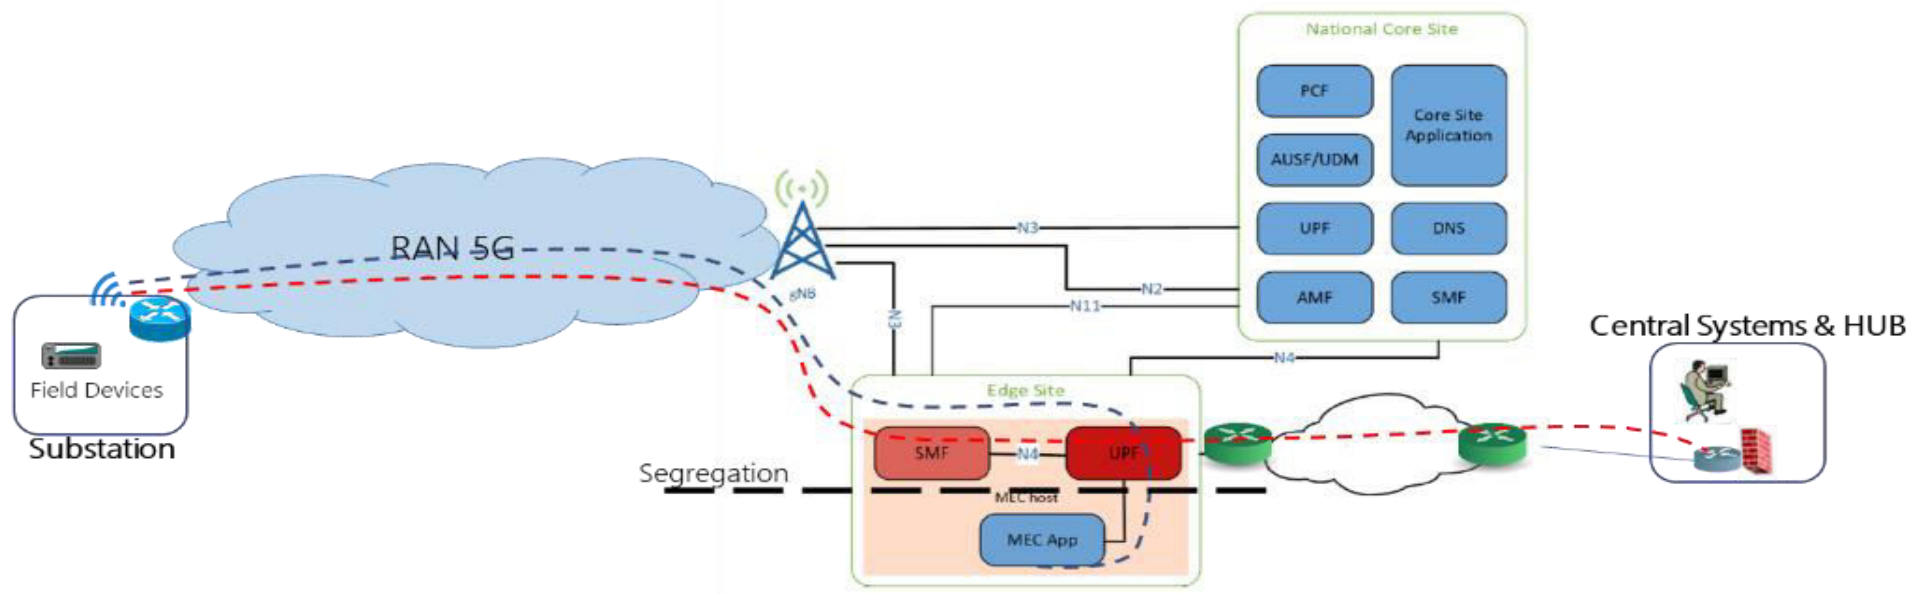 National Core Site
PCF
Core Site
Application
AUSF/UDM
UPF
DNS
AMF
SMF
RAN 5G
gNB
N3
N2
N11
N3
N4
Field Devices
Substation
Central Systems & HUB
Edge Site
SMF
N4
UPF
Segregation
MEC host
MEC App